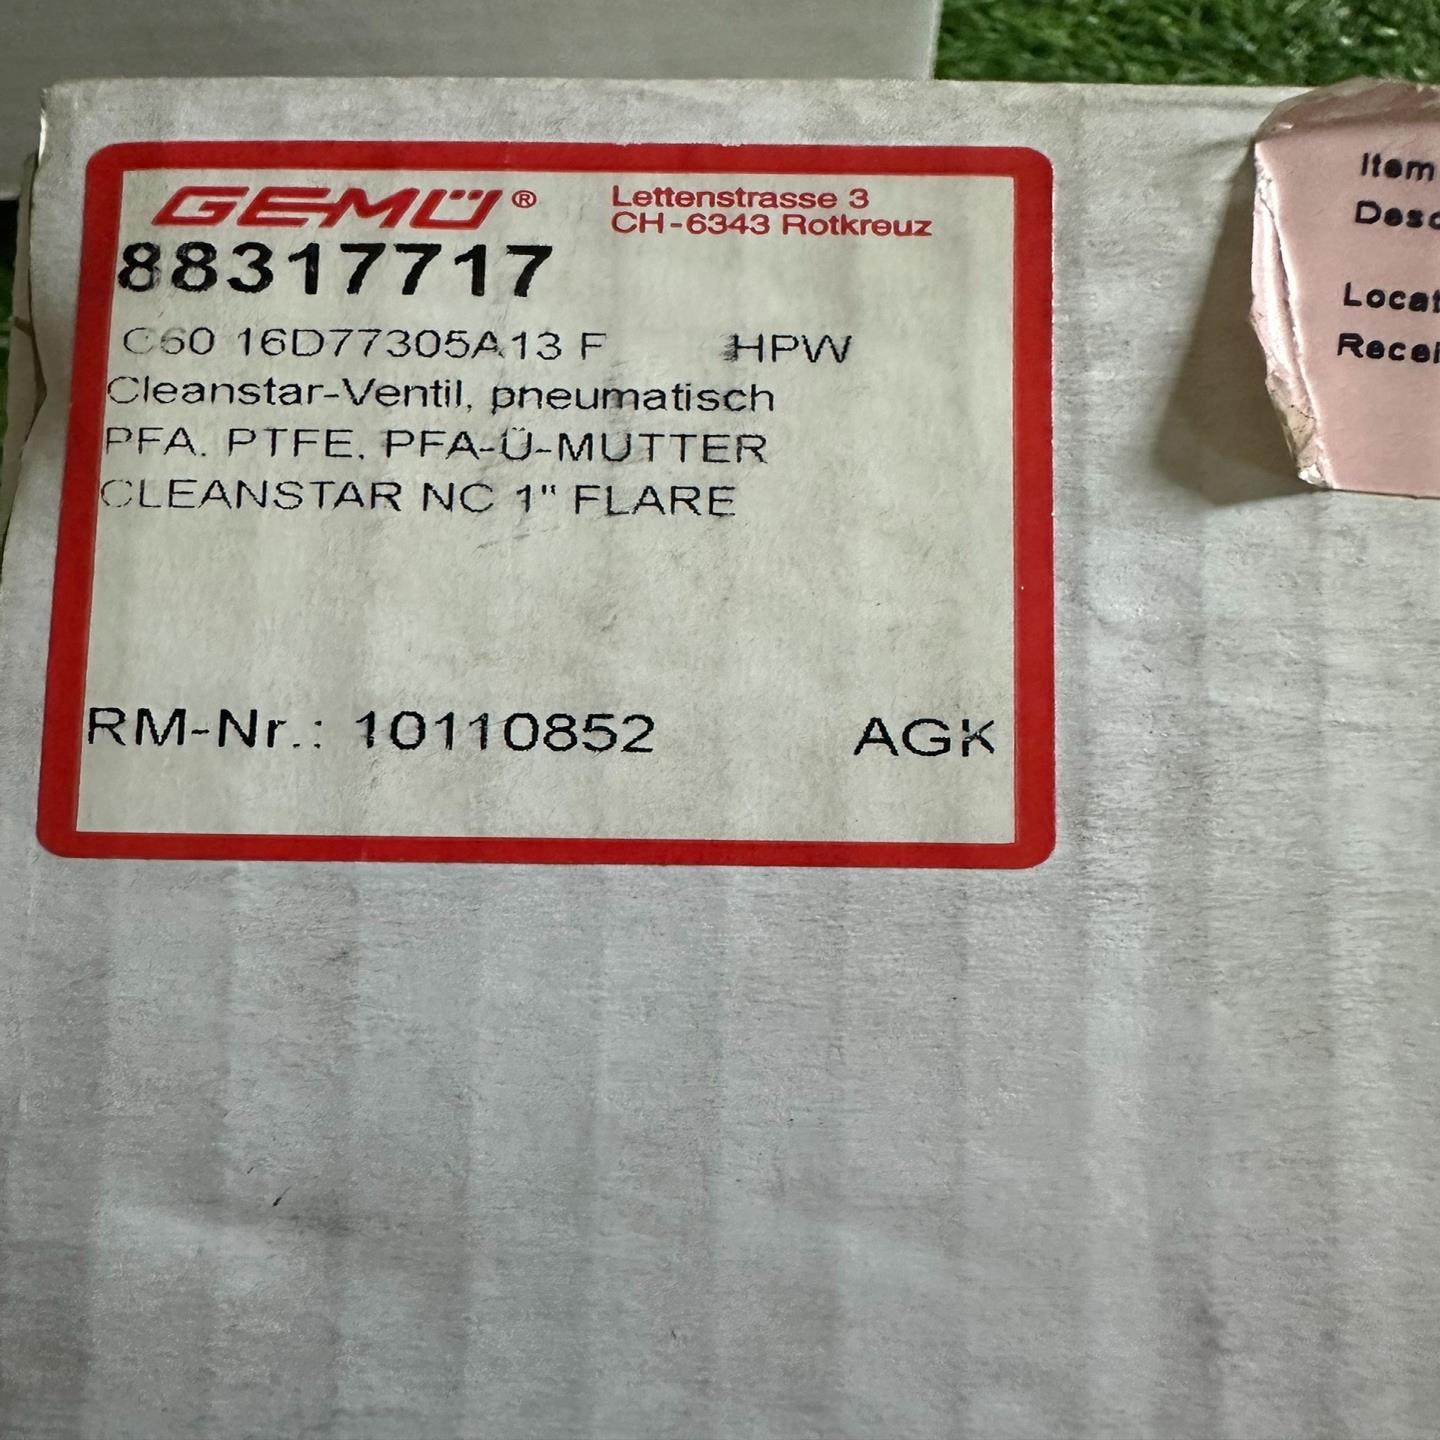 GEMÜ®
Lettenstrasse 3
CH-6343 Rotkreuz
88317717
C60 16D77305A13 F HPW
Cleanstar-Ventil, pneumatisch
PFA. PTFE. PFA-Ü-MUTTER
CLEANSTAR NC 1" FLARE
RM-Nr.: 10110852 AGK
Item
Desc
Locat
Recei